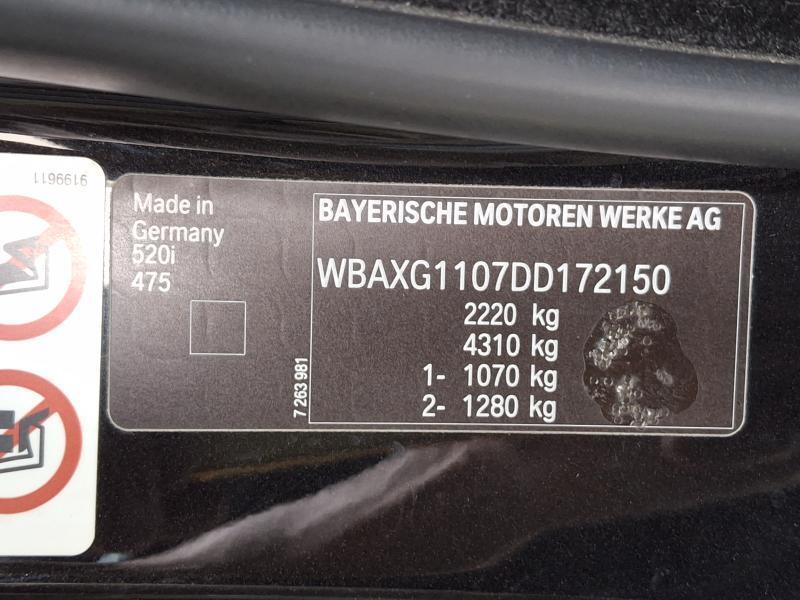 9199611
Made in
Germany
520i
475
BAYERISCHE MOTOREN WERKE AG
WBAXG1107DD172150
2220 kg
4310 kg
1- 1070 kg
2- 1280 kg
7 263 981